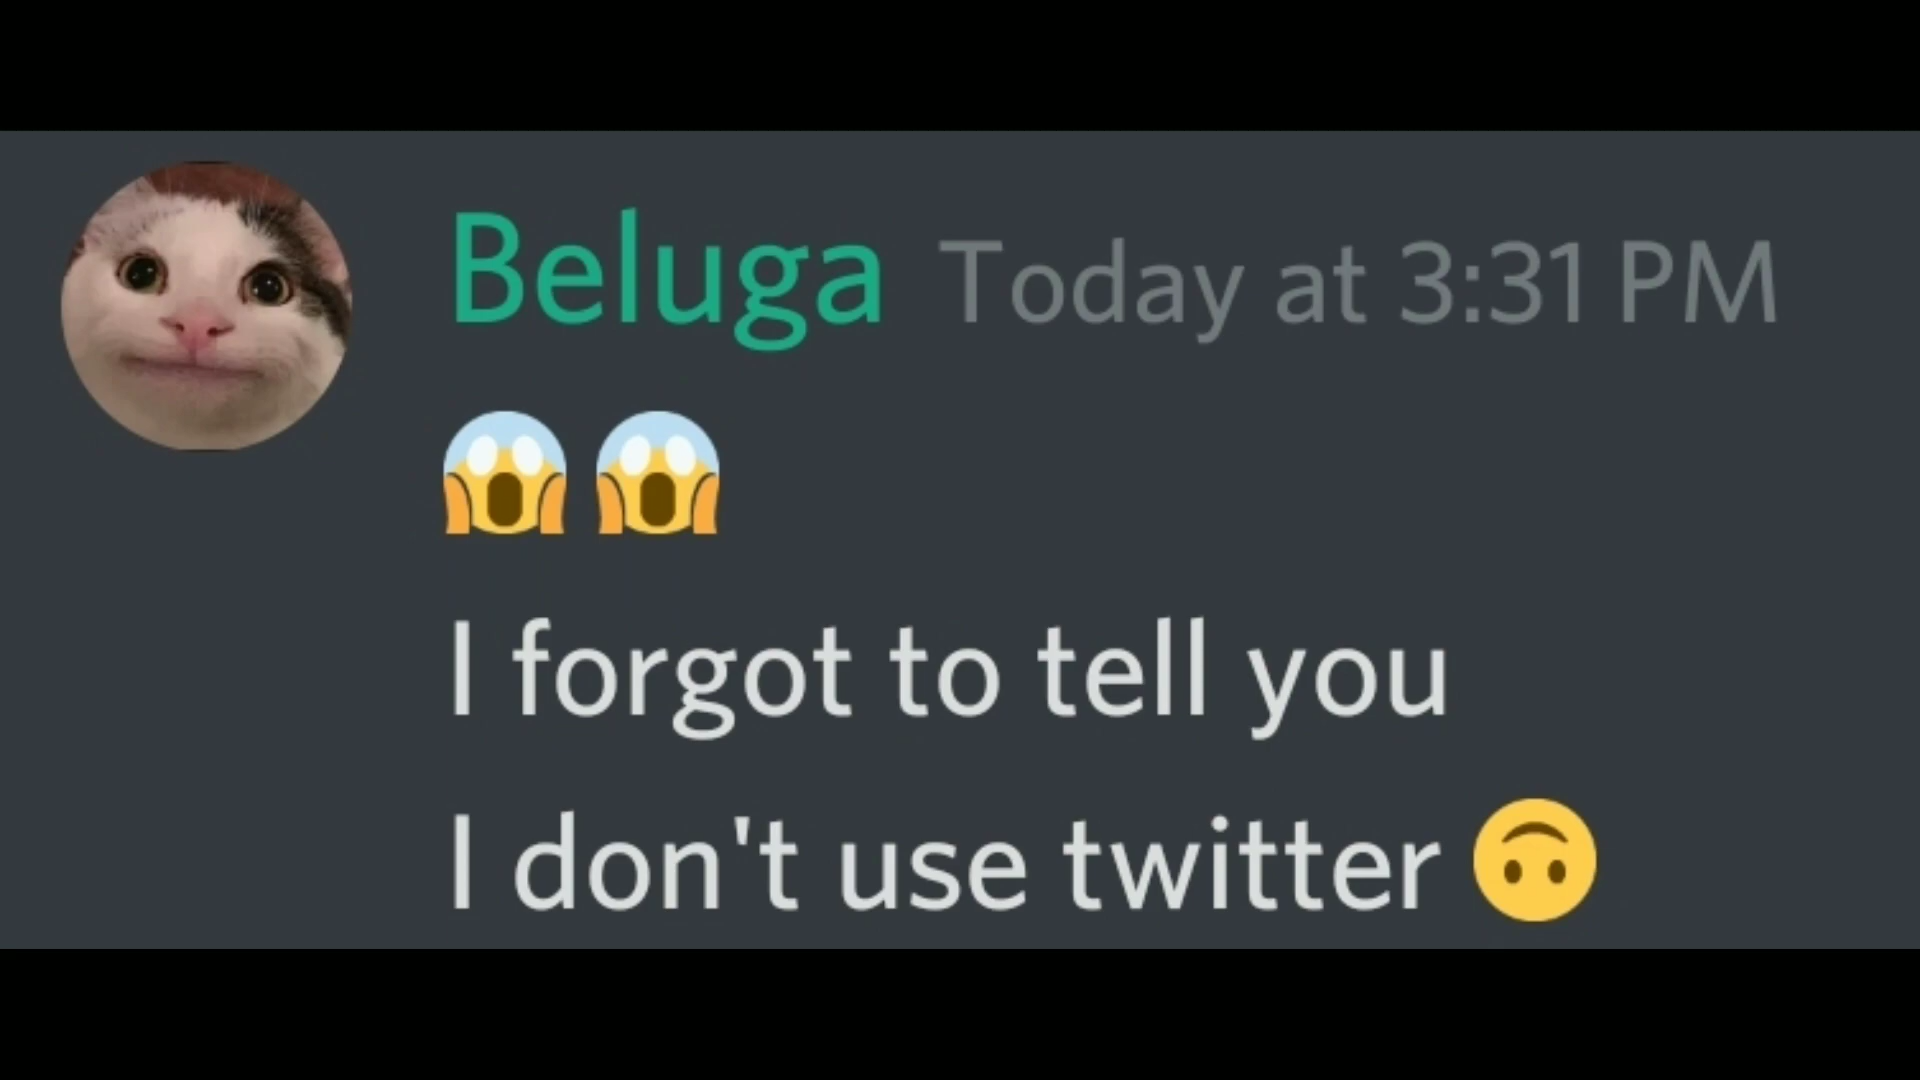 Beluga Today at 3:31 PM
😱 😱
I forgot to tell you
I don't use twitter 🙃